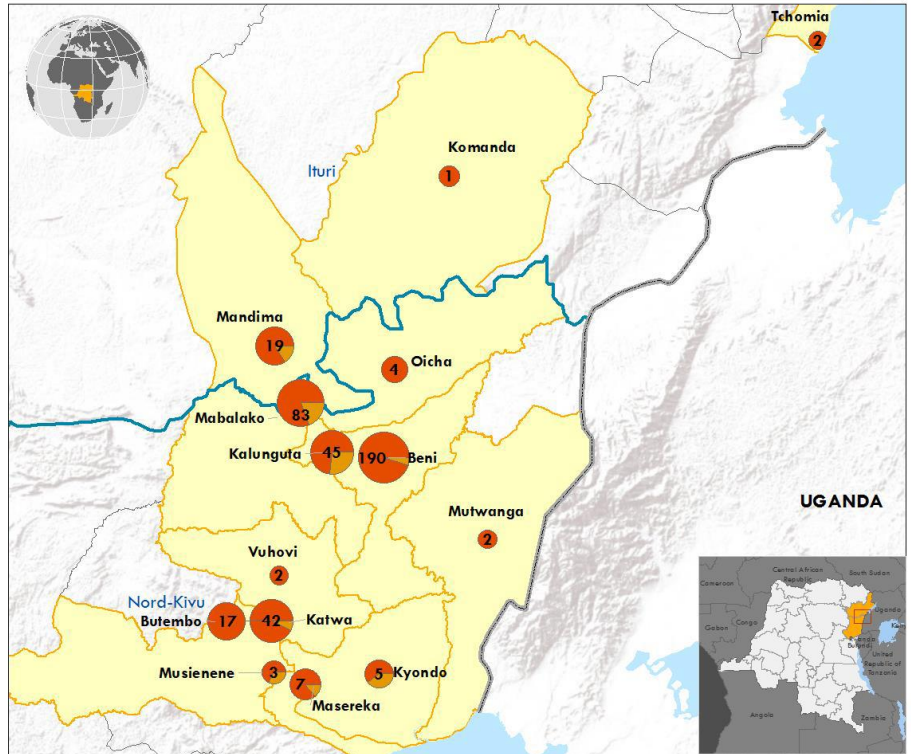 Tchomia
2
Komanda
1
Ituri
Mandima
19
Oicha
4
Mabalako
83
Kalunguta
45
190
Beni
Mutwanga
2
UGANDA
Vuhovi
2
Nord-Kivu
Butembo
17
42
Katwa
Musienene
3
7
Masereka
5
Kyondo
Central African
Republic
South Sudan
Cameroon
Uganda
Gabon
Congo
Rwanda
Burundi
United
Republic of
Tanzania
Angola
Zambia